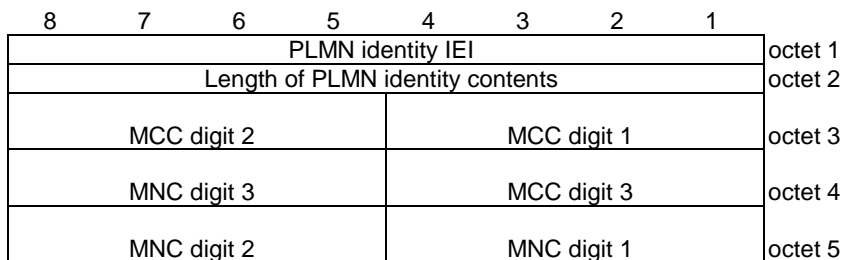 8 7 6 5 4 3 2 1
PLMN identity IEI octet 1
Length of PLMN identity contents octet 2
MCC digit 2 MCC digit 1 octet 3
MNC digit 3 MCC digit 3 octet 4
MNC digit 2 MNC digit 1 octet 5